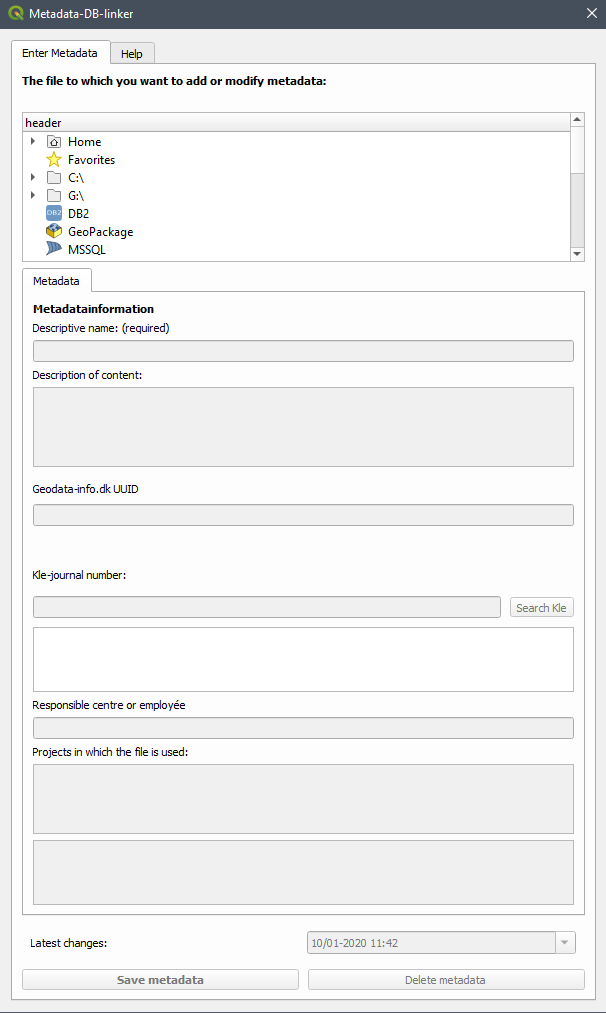 Metadata-DB-linker
Enter Metadata
Help
The file to which you want to add or modify metadata:
header
Home
Favorites
C:\
G:\
DB2
DB2
GeoPackage
MSSQL
Metadata
Metadatainformation
Descriptive name: (required)
Description of content:
Geodata-info.dk UUID
Kle-journal number:
Search Kle
Responsible centre or employée
Projects in which the file is used:
Latest changes:
10/01-2020 11:42
Save metadata
Delete metadata